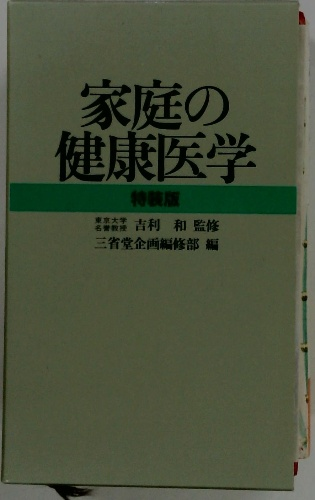 家庭の
健康医学
特装版
東京大学
名誉教授 吉利 和 監修
三省堂企画編修部 編